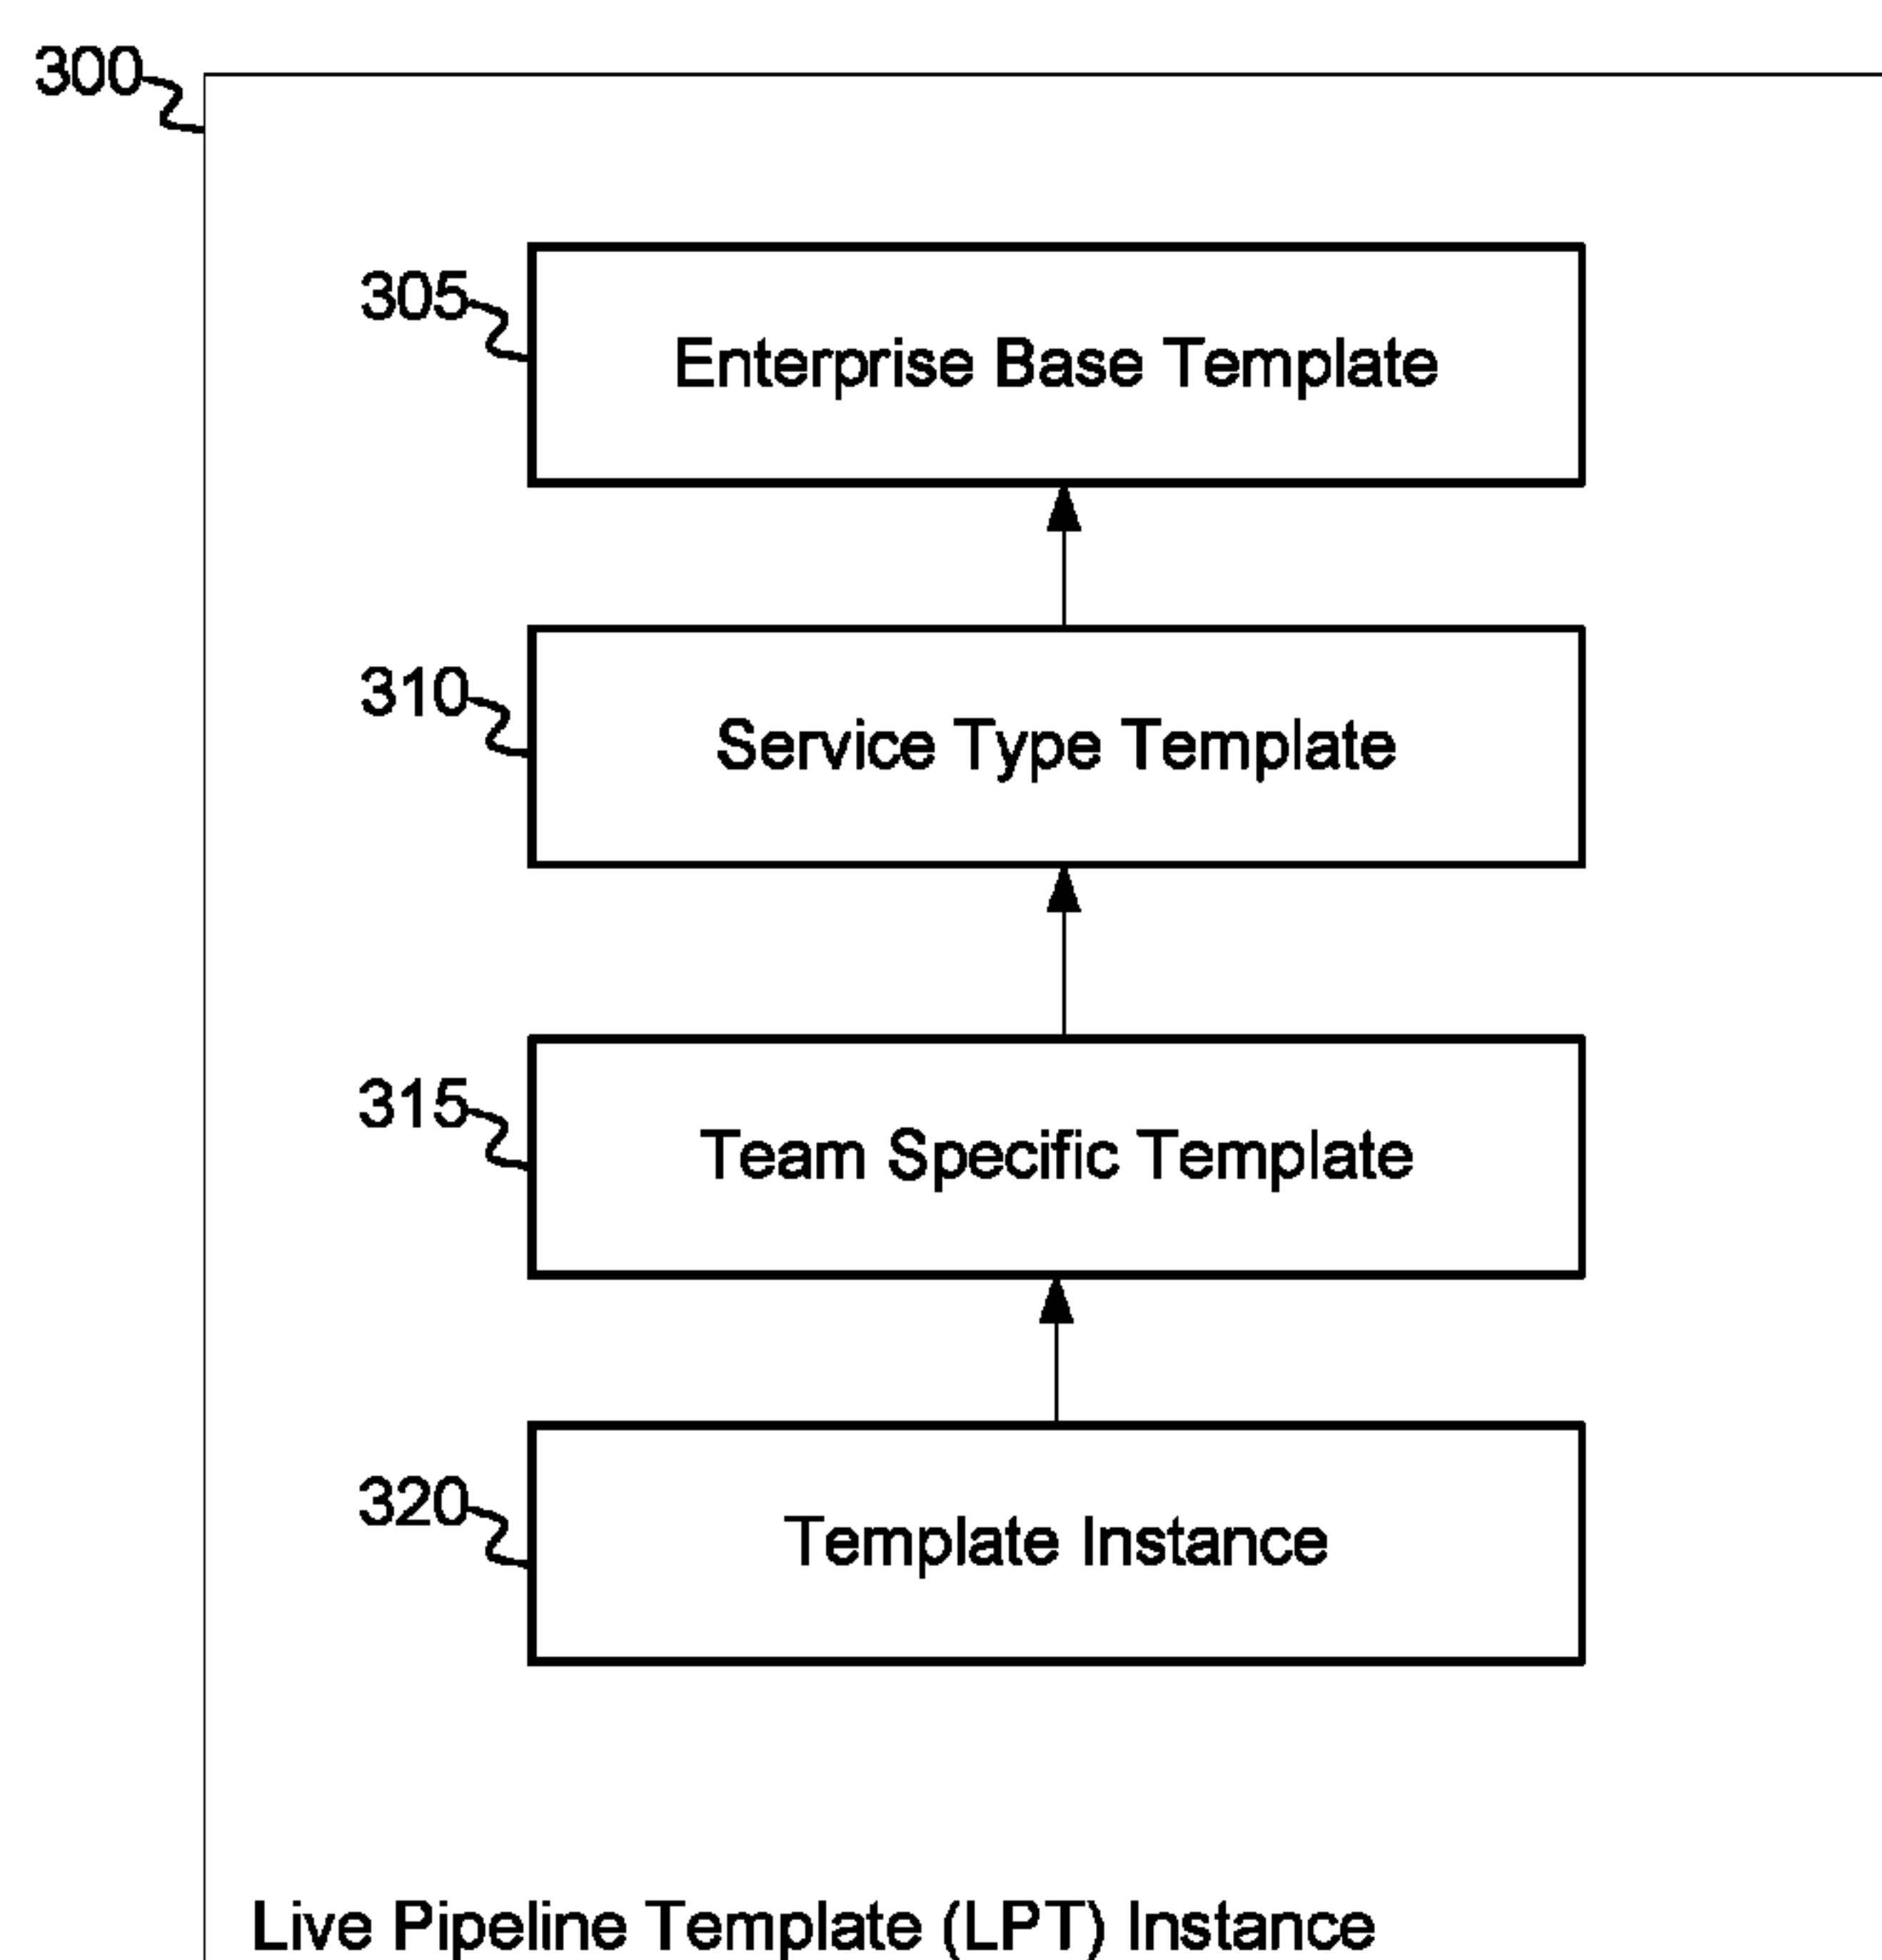 300
305
Enterprise Base Template
310
Service Type Template
315
Team Specific Template
320
Template Instance
Live Pipeline Template (LPT) Instance